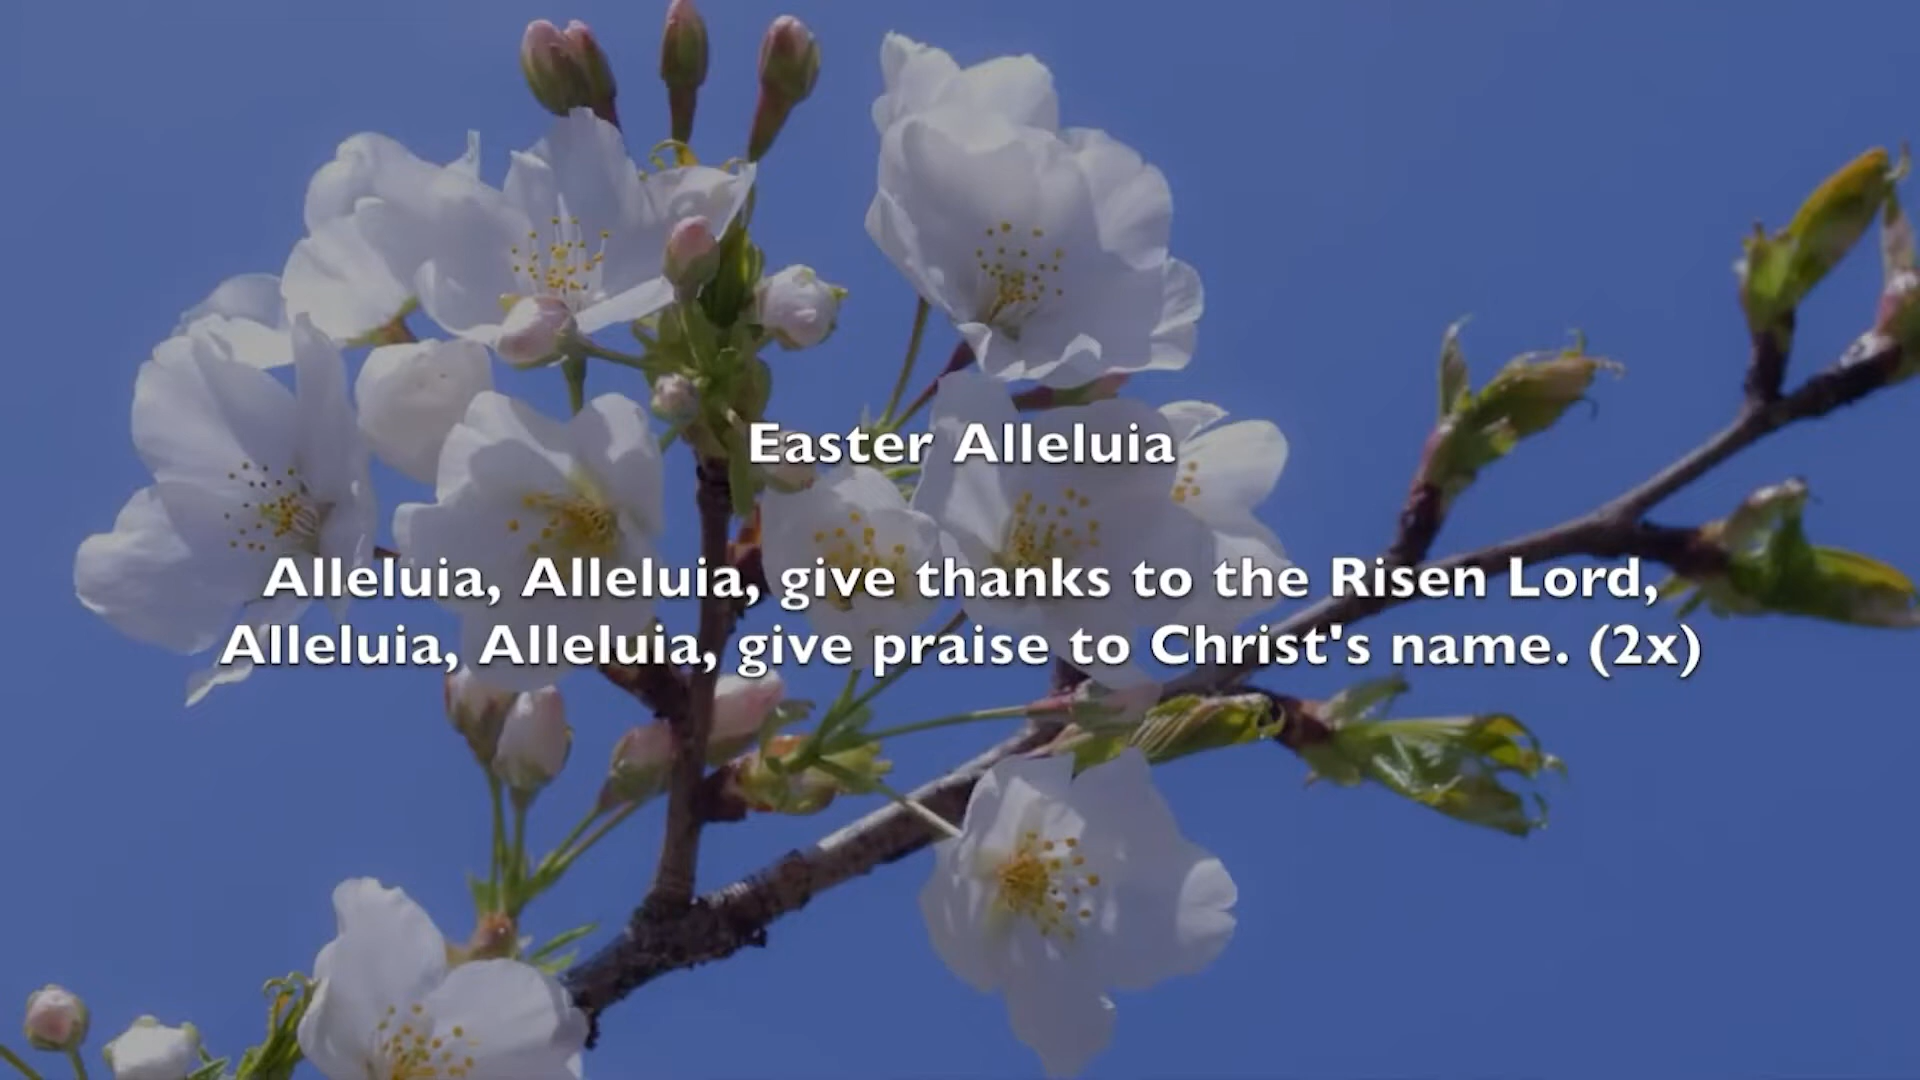 Easter Alleluia
Alleluia, Alleluia, give thanks to the Risen Lord,
Alleluia, Alleluia, give praise to Christ's name. (2x)